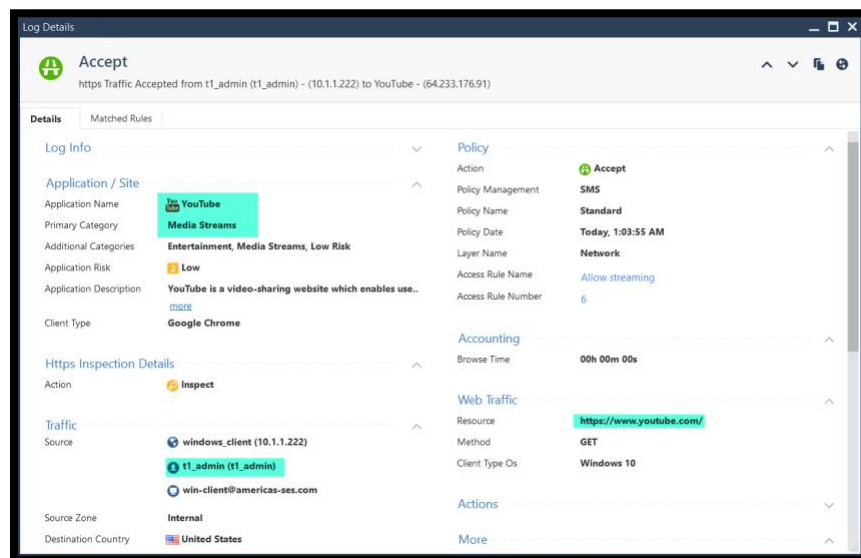 Log Details
Accept
https Traffic Accepted from t1_admin (t1_admin) - (10.1.1.222) to YouTube - (64.233.176.91)
Details Matched Rules
Log Info
Application / Site
Application Name YouTube
Primary Category Media Streams
Additional Categories Entertainment, Media Streams, Low Risk
Application Risk 2 Low
Application Description YouTube is a video-sharing website which enables use..
more
Client Type Google Chrome
Https Inspection Details
Action Inspect
Traffic
Source windows_client (10.1.1.222)
t1_admin (t1_admin)
win-client@americas-ses.com
Source Zone Internal
Destination Country United States
Policy
Action Accept
Policy Management SMS
Policy Name Standard
Policy Date Today, 1:03:55 AM
Layer Name Network
Access Rule Name Allow streaming
Access Rule Number 6
Accounting
Browse Time 00h 00m 00s
Web Traffic
Resource https://www.youtube.com/
Method GET
Client Type Os Windows 10
Actions
More